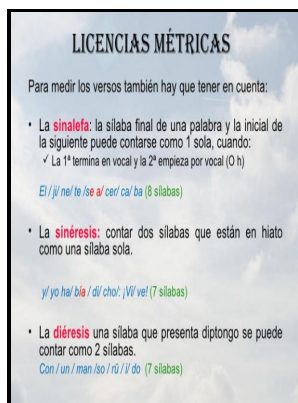 LICENCIAS MÉTRICAS
Para medir los versos también hay que tener en cuenta:
• La sinalefa: la sílaba final de una palabra y la inicial de
la siguiente puede contarse como 1 sola, cuando:
✓ La 1ª termina en vocal y la 2ª empieza por vocal (O h)
El / ji/ ne/ te /se a/ cer/ ca/ ba (8 sílabas)
• La sinéresis: contar dos sílabas que están en hiato
como una sílaba sola.
y/ yo ha/ bía / di/ cho/: ¡Vi/ ve! (7 sílabas)
• La diéresis una sílaba que presenta diptongo se puede
contar como 2 sílabas.
Con / un / man /so / rü / i/ do (7 sílabas)